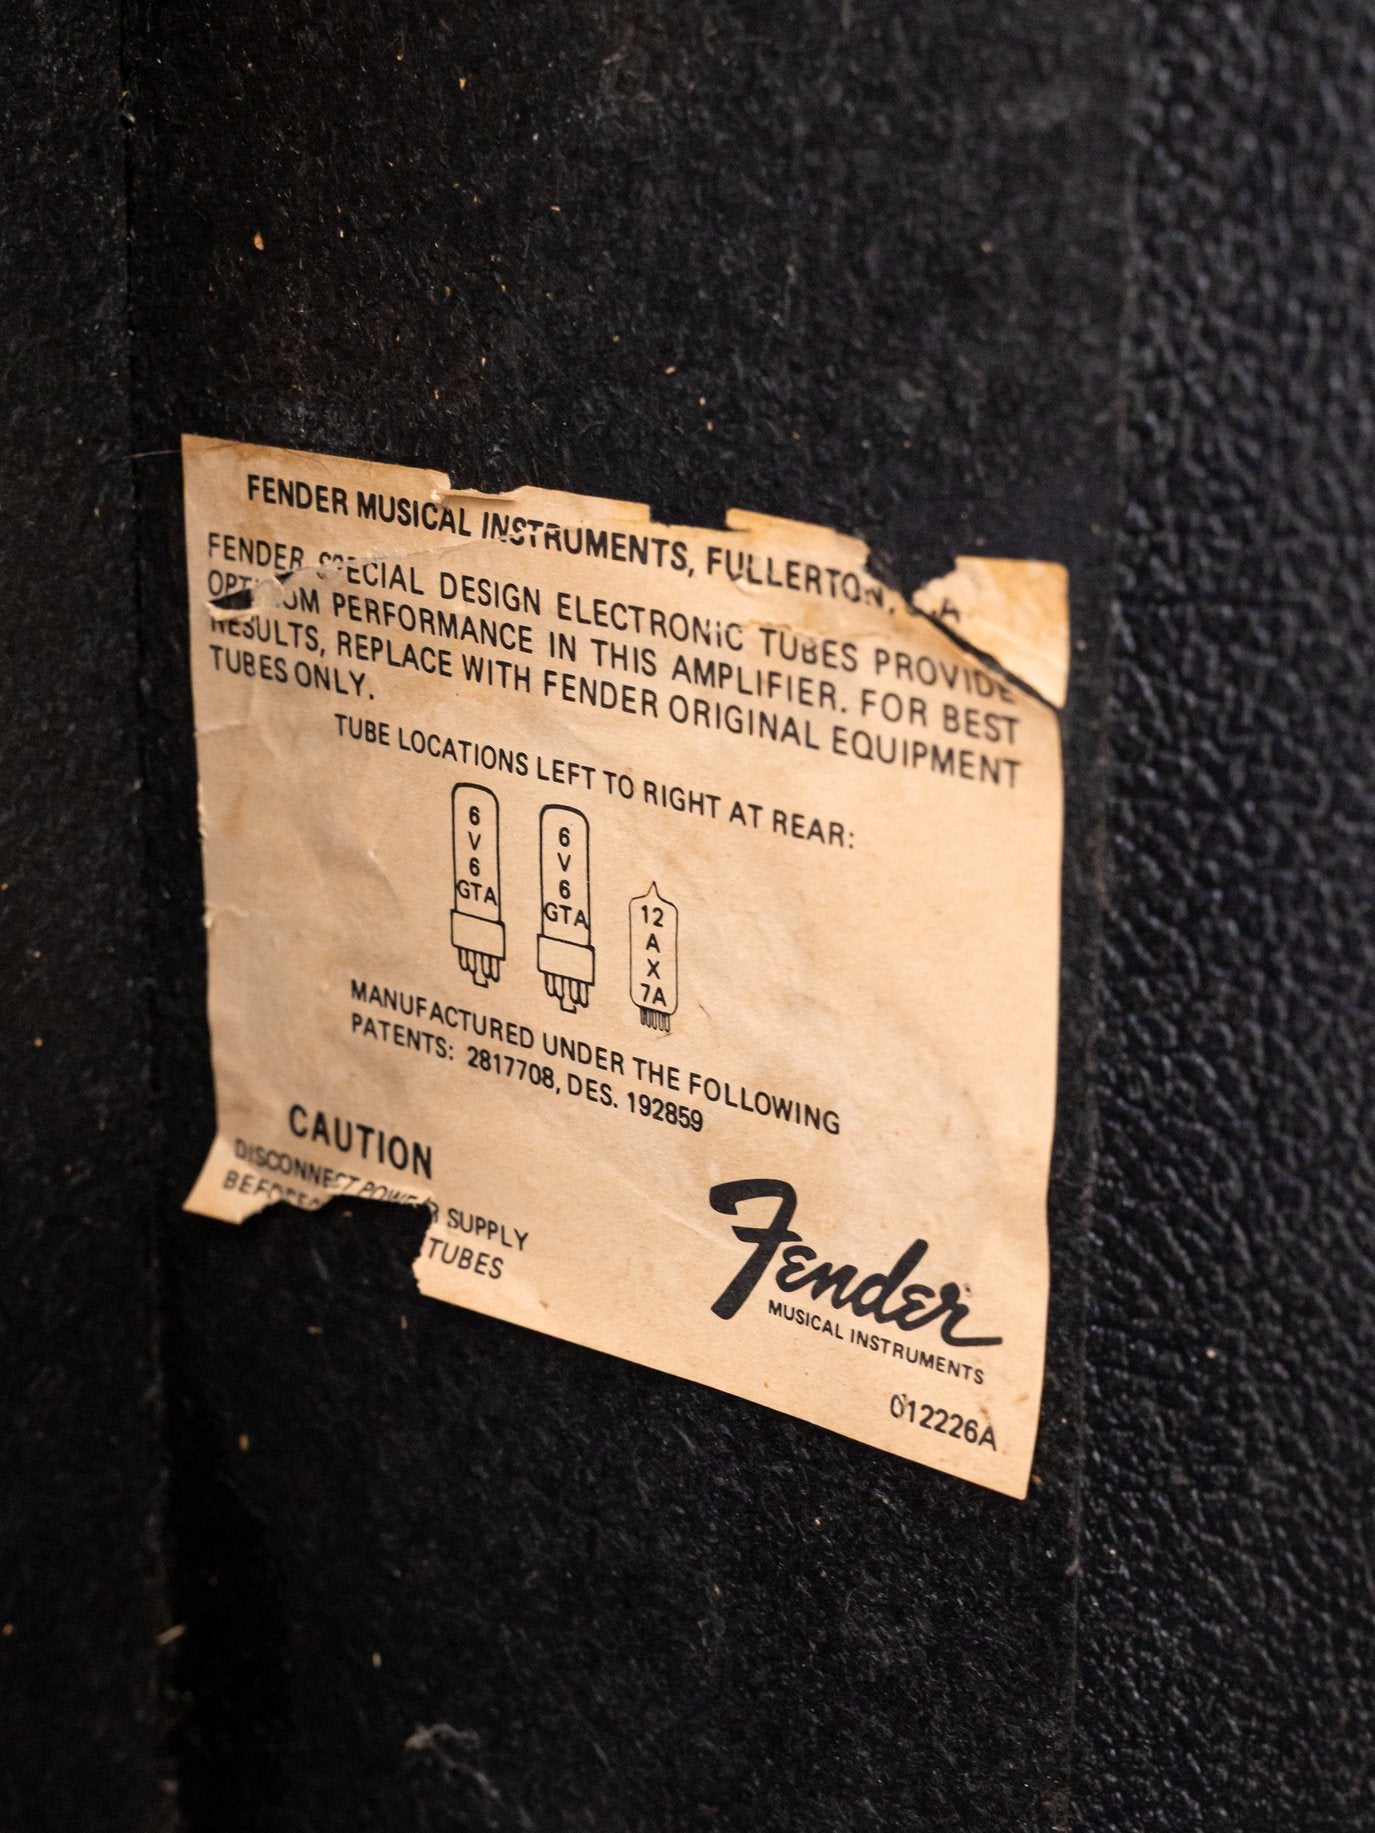 FENDER MUSICAL INSTRUMENTS, FULLERTON,
FENDER SPECIAL DESIGN ELECTRONIC TUBES PROVIDE
OPTIMUM PERFORMANCE IN THIS AMPLIFIER. FOR BEST
RESULTS, REPLACE WITH FENDER ORIGINAL EQUIPMENT
TUBES ONLY.
TUBE LOCATIONS LEFT TO RIGHT AT REAR:
6
V
6
GTA
6
V
6
GTA
12
A
X
7A
MANUFACTURED UNDER THE FOLLOWING
PATENTS: 2817708, DES. 192859
CAUTION
DISCONNECT POWER SUPPLY
TUBES
Fender
MUSICAL INSTRUMENTS
012226A